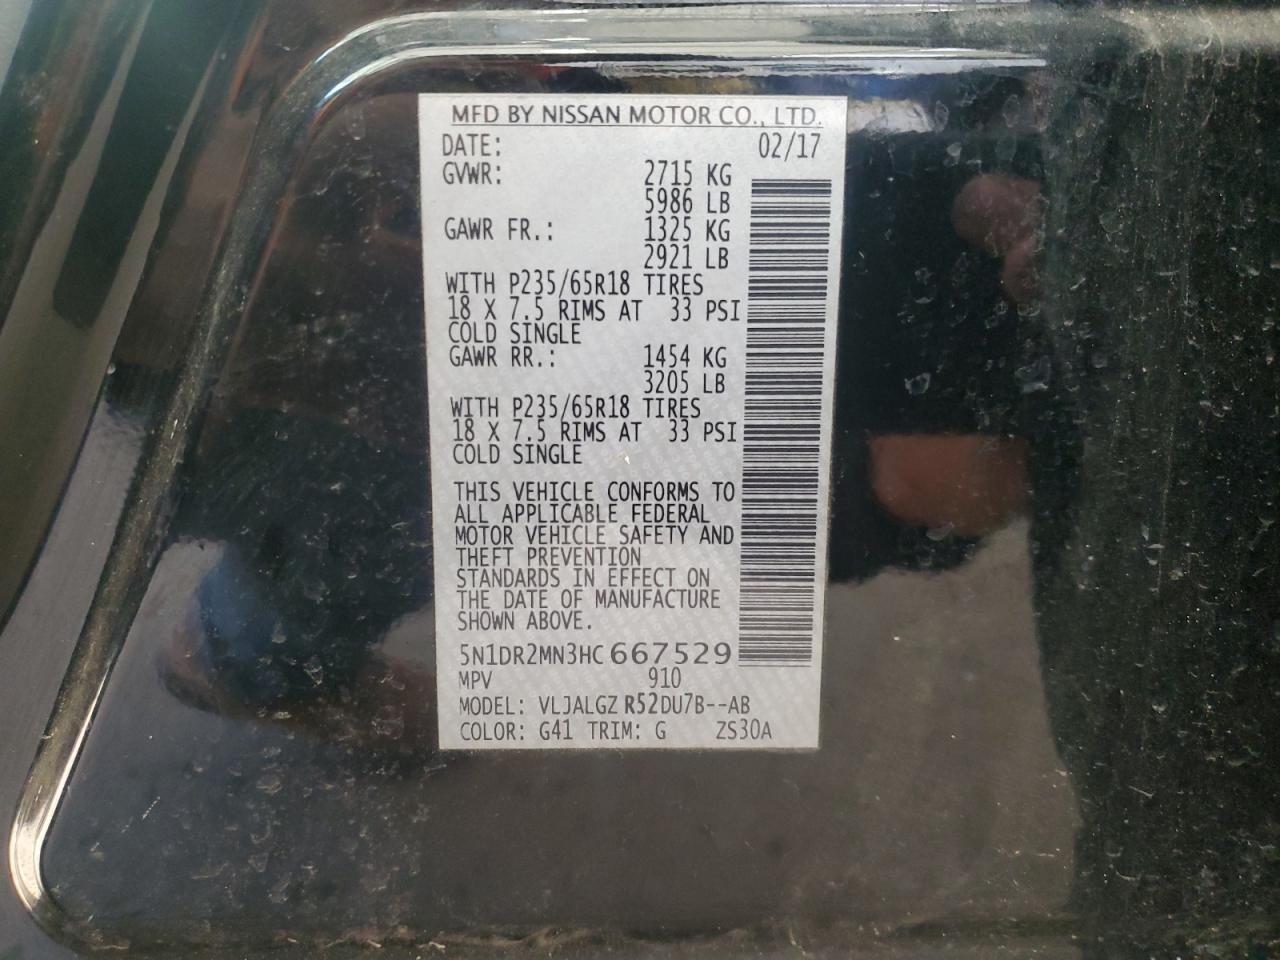 MFD BY NISSAN MOTOR CO., LTD.
DATE: 02/17
GVWR: 2715 KG
5986 LB
GAWR FR.: 1325 KG
2921 LB
WITH P235/65R18 TIRES
18 X 7.5 RIMS AT 33 PSI
COLD SINGLE
GAWR RR.: 1454 KG
3205 LB
WITH P235/65R18 TIRES
18 X 7.5 RIMS AT 33 PSI
COLD SINGLE
THIS VEHICLE CONFORMS TO
ALL APPLICABLE FEDERAL
MOTOR VEHICLE SAFETY AND
THEFT PREVENTION
STANDARDS IN EFFECT ON
THE DATE OF MANUFACTURE
SHOWN ABOVE.
5N1DR2MN3HC 667529
MPV 910
MODEL: VLJALGZ R52DU7B--AB
COLOR: G41 TRIM: G ZS30A